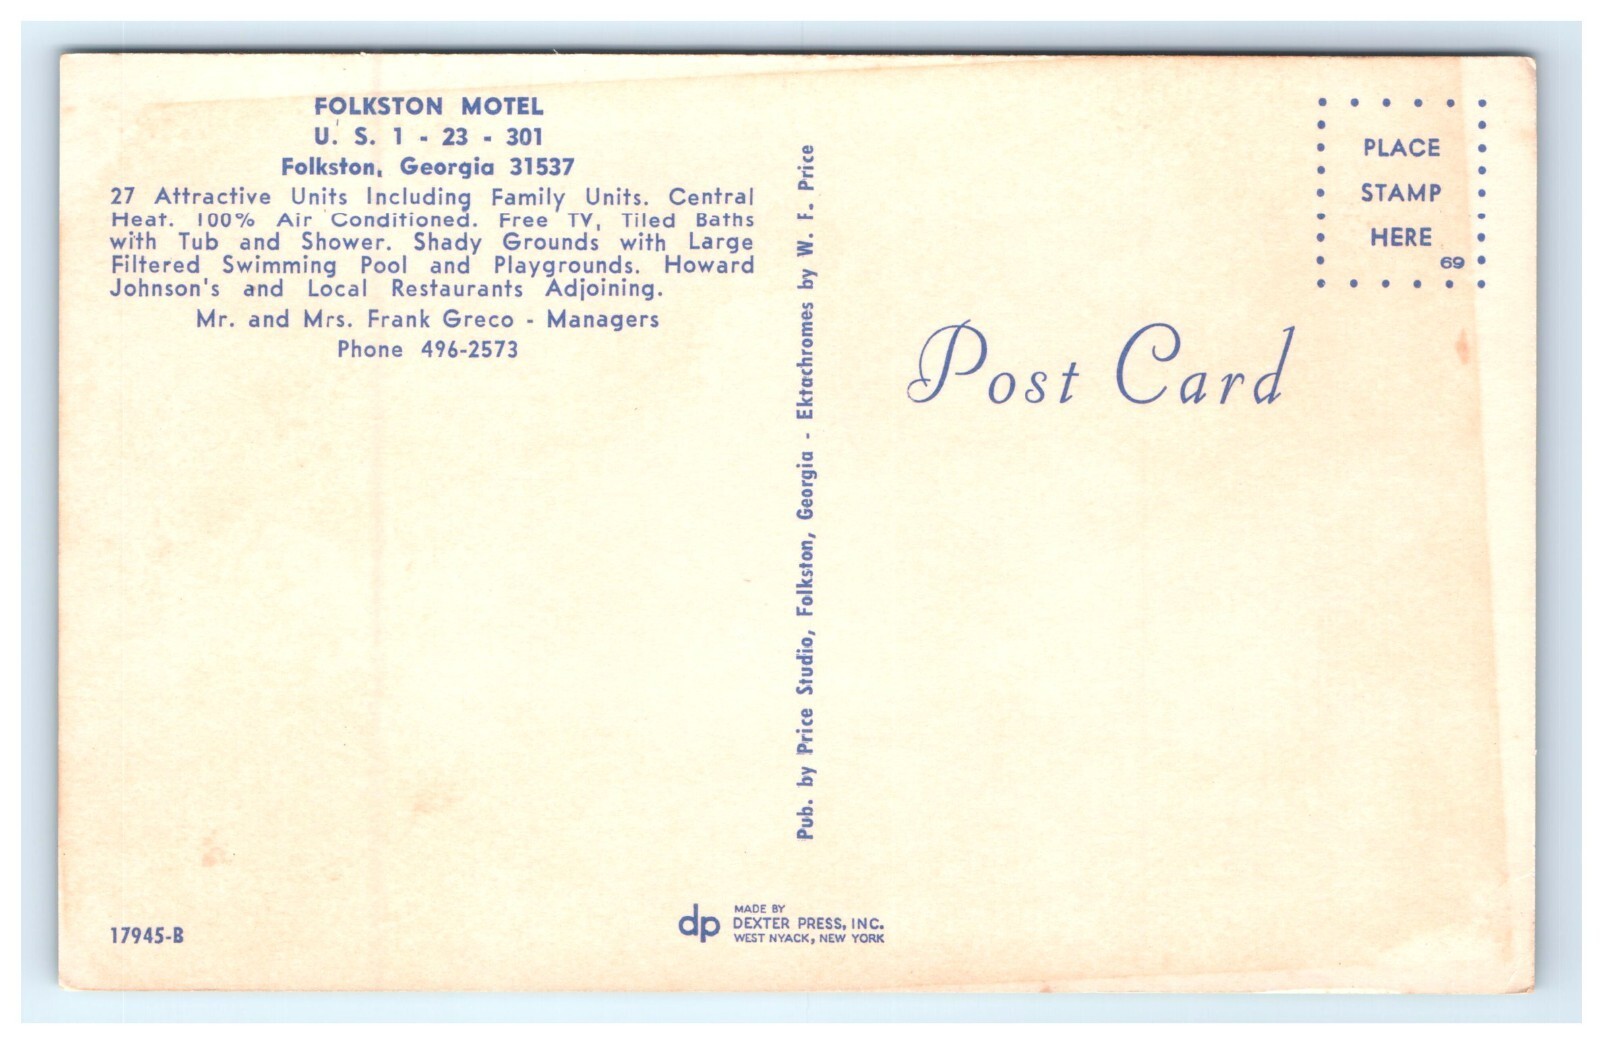 FOLKSTON MOTEL
U. S. 1 - 23 - 301
Folkston, Georgia 31537
27 Attractive Units Including Family Units. Central
Heat. 100% Air Conditioned. Free TV, Tiled Baths
with Tub and Shower. Shady Grounds with Large
Filtered Swimming Pool and Playgrounds. Howard
Johnson's and Local Restaurants Adjoining.
Mr. and Mrs. Frank Greco - Managers
Phone 496-2573
17945-B
Pub. by Price Studio, Folkston, Georgia - Ektachromes by W. F. Price
dp
MADE BY
DEXTER PRESS, INC.
WEST NYACK, NEW YORK
PLACE
STAMP
HERE
69
Post Card